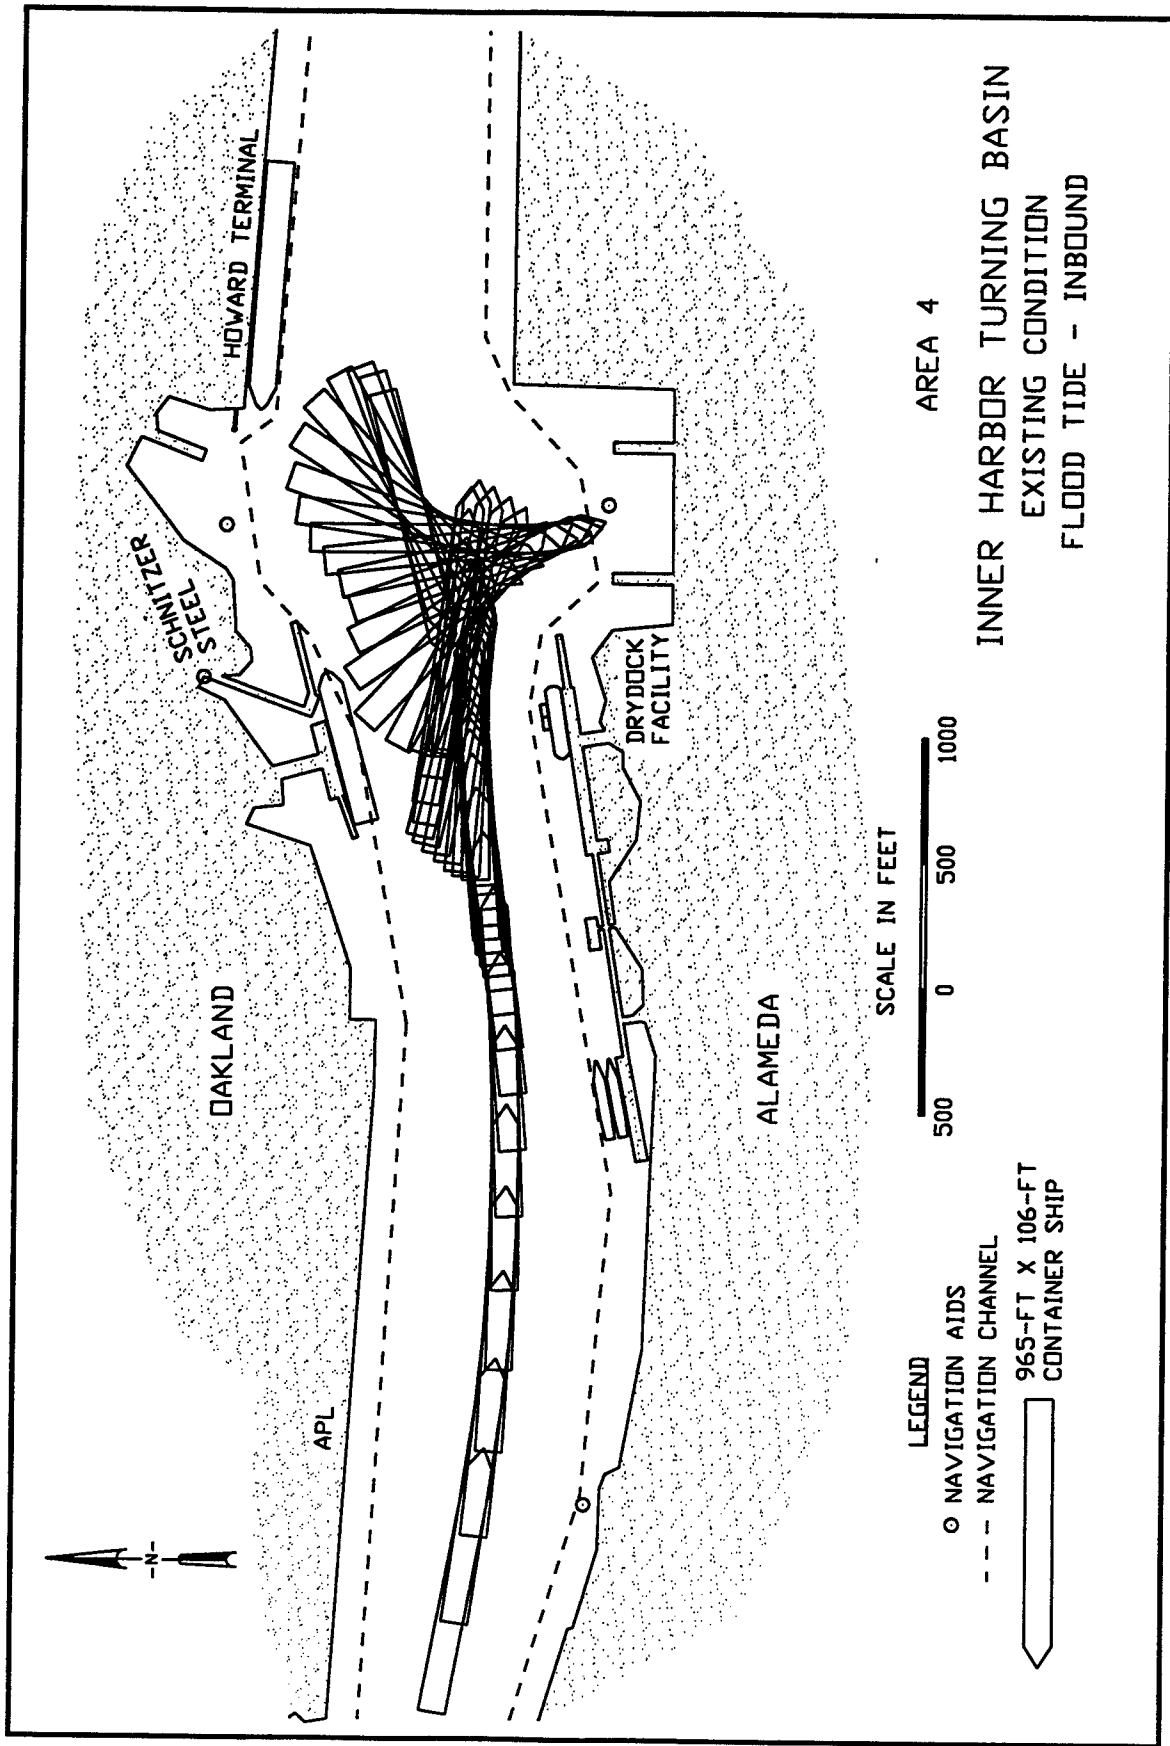 -N-
OAKLAND
APL
SCHNITZER
STEEL
HOWARD TERMINAL
DRYDOCK
FACILITY
ALAMEDA
SCALE IN FEET
500 0 500 1000
LEGEND
NAVIGATION AIDS
--- NAVIGATION CHANNEL
965-FT X 106-FT
CONTAINER SHIP
AREA 4
INNER HARBOR TURNING BASIN
EXISTING CONDITION
FLOOD TIDE - INBOUND